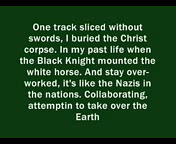 One track sliced without
swords, I buried the Christ
corpse. In my past life when
the Black Knight mounted the
white horse. And stay over-
worked, it's like the Nazis in
the nations. Collaborating,
attemptin to take over the
Earth